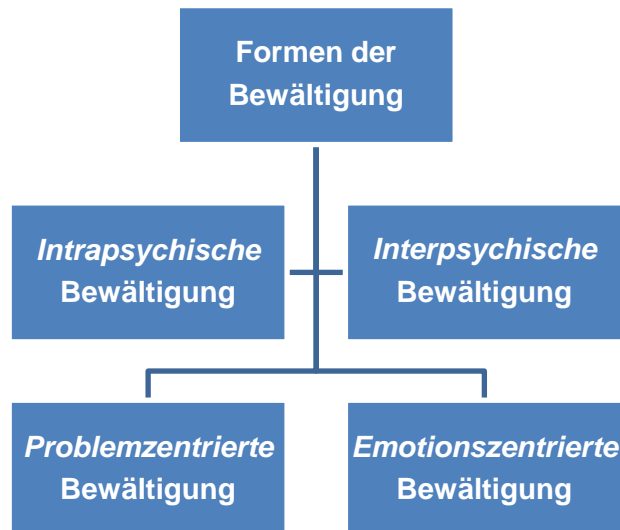 Formen der
Bewältigung
Intrapsychische
Bewältigung
Interpsychische
Bewältigung
Problemzentrierte
Bewältigung
Emotionszentrierte
Bewältigung